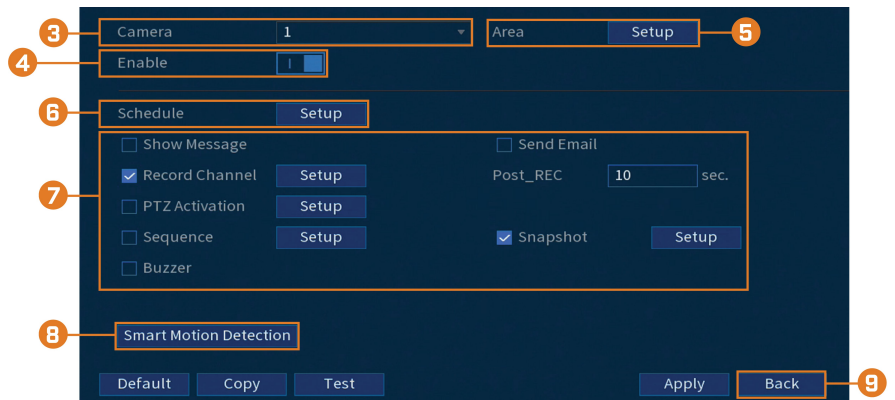 3 Camera 1 Area Setup 5
4 Enable
6 Schedule Setup
Show Message Send Email
Record Channel Setup Post_REC 10 sec.
7 PTZ Activation Setup
Sequence Setup Snapshot Setup
Buzzer
8 Smart Motion Detection
Default Copy Test Apply Back 9